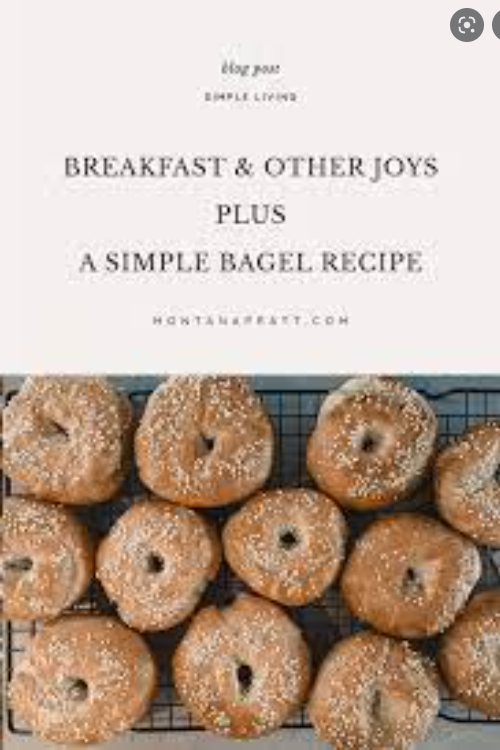 blog post
SIMPLE LIVING
BREAKFAST & OTHER JOYS
PLUS
A SIMPLE BAGEL RECIPE
MONTANAPRATT.COM